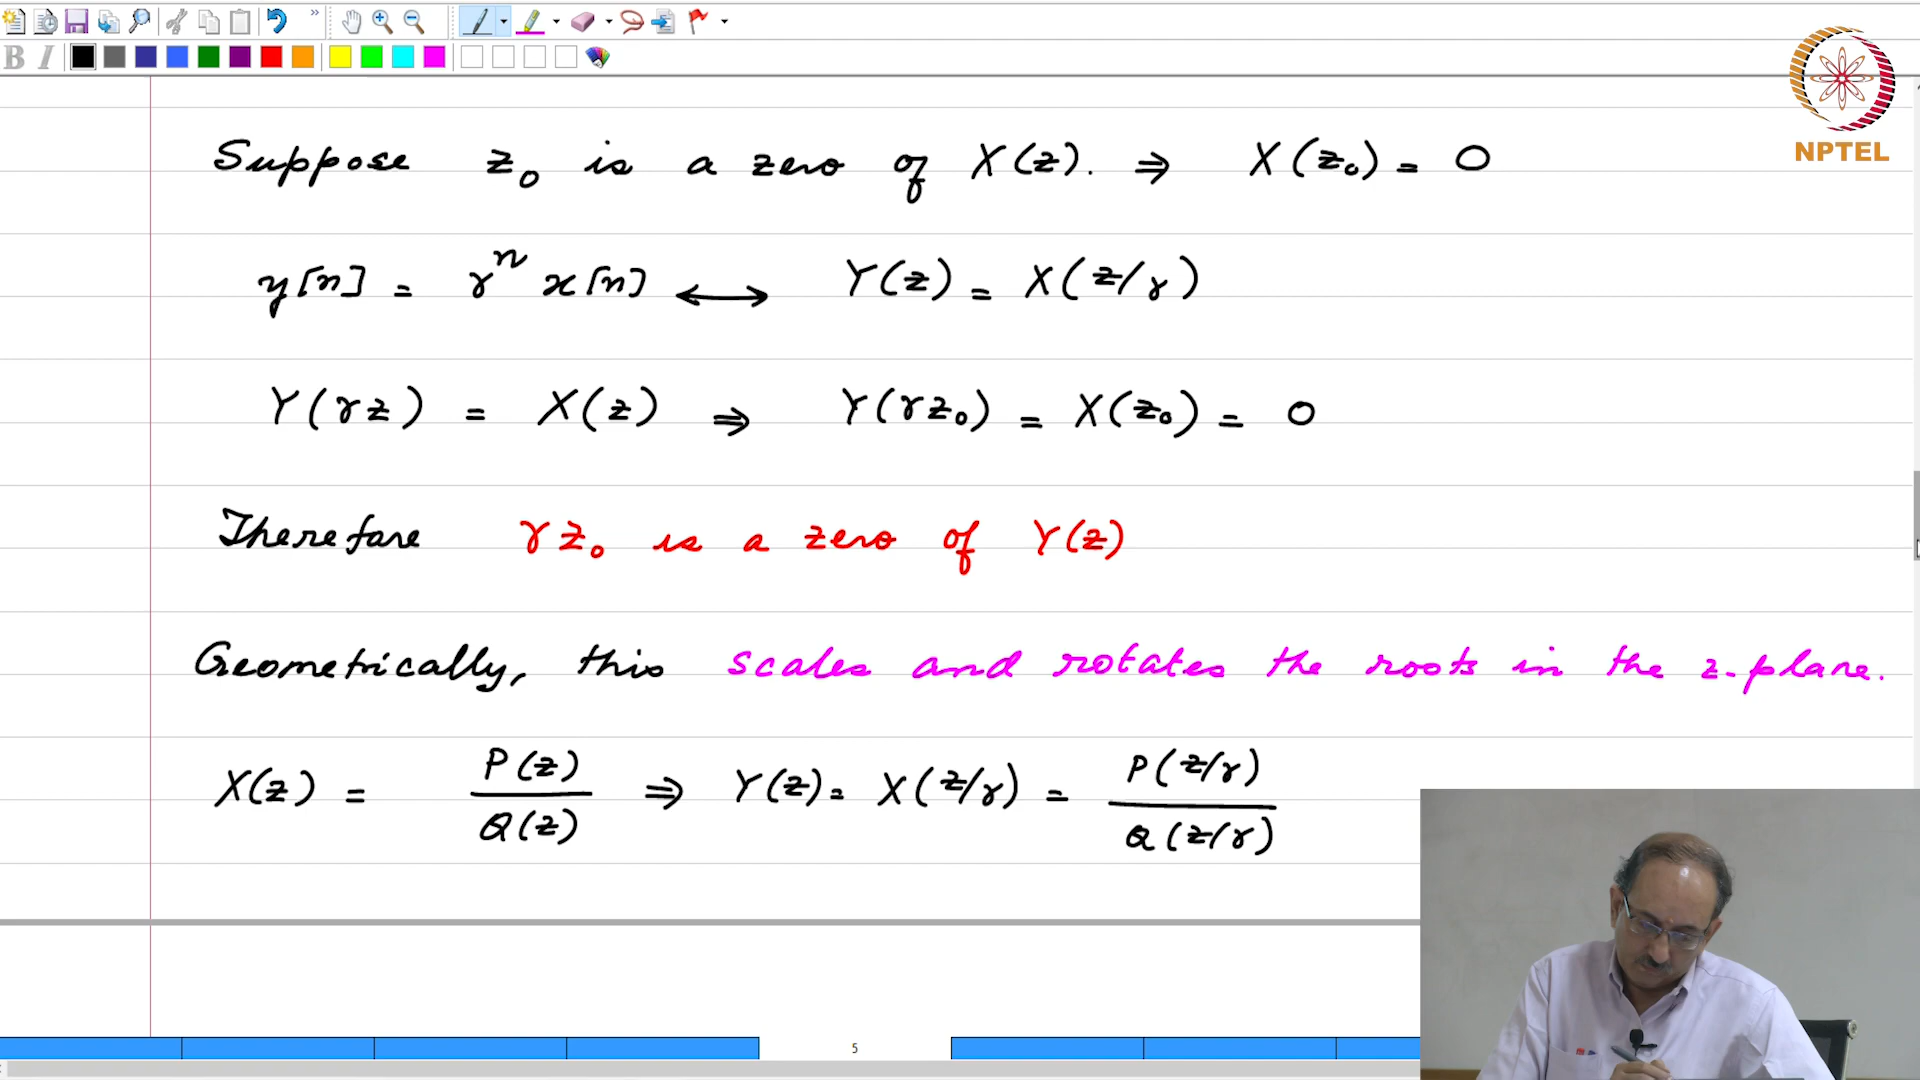 B I
NPTEL
Suppose z₀ is a zero of X(z). ⇒ X(z₀) = 0
y[n] = γⁿ x[n] ⟷ Y(z) = X(z/γ)
Y(γz) = X(z) ⇒ Y(γz₀) = X(z₀) = 0
Therefore γz₀ is a zero of Y(z)
Geometrically, this scales and rotates the roots in the z-plane.
X(z) = P(z)/Q(z) ⇒ Y(z) = X(z/γ) = P(z/γ)/Q(z/γ)
5